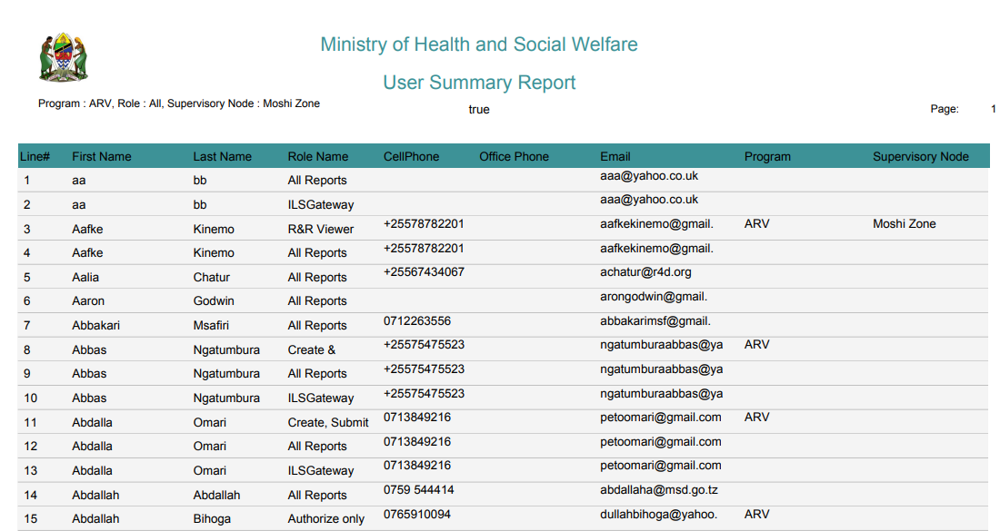 Ministry of Health and Social Welfare
User Summary Report
Program : ARV, Role : All, Supervisory Node : Moshi Zone
true
Page: 1
Line# First Name Last Name Role Name CellPhone Office Phone Email Program Supervisory Node
1 aa bb All Reports aaa@yahoo.co.uk
2 aa bb ILSGateway aaa@yahoo.co.uk
3 Aafke Kinemo R&R Viewer +25578782201 aafkekinemo@gmail. ARV Moshi Zone
4 Aafke Kinemo All Reports +25578782201 aafkekinemo@gmail.
5 Aalia Chatur All Reports +25567434067 achatur@r4d.org
6 Aaron Godwin All Reports arongodwin@gmail.
7 Abbakari Msafiri All Reports 0712263556 abbakarimsf@gmail.
8 Abbas Ngatumbura Create & +25575475523 ngatumburaabbas@ya ARV
9 Abbas Ngatumbura All Reports +25575475523 ngatumburaabbas@ya
10 Abbas Ngatumbura ILSGateway +25575475523 ngatumburaabbas@ya
11 Abdalla Omari Create, Submit 0713849216 petoomari@gmail.com ARV
12 Abdalla Omari All Reports 0713849216 petoomari@gmail.com
13 Abdalla Omari ILSGateway 0713849216 petoomari@gmail.com
14 Abdallah Abdallah All Reports 0759 544414 abdallaha@msd.go.tz
15 Abdallah Bihoga Authorize only 0765910094 dullahbihoga@yahoo. ARV